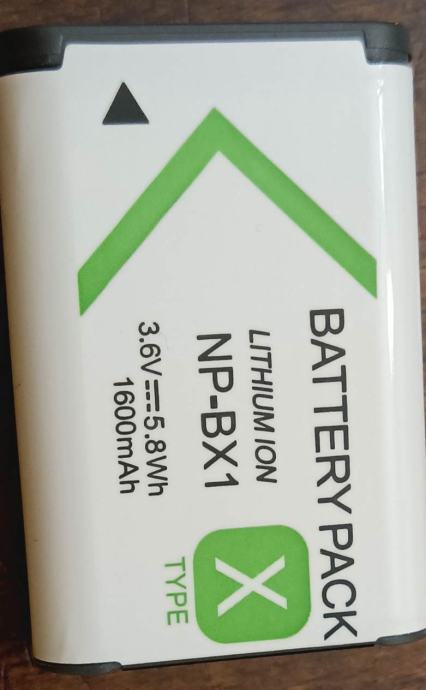 BATTERY PACK
LITHIUM ION
NP-BX1
3.6V⎓5.8Wh
1600mAh
X
TYPE